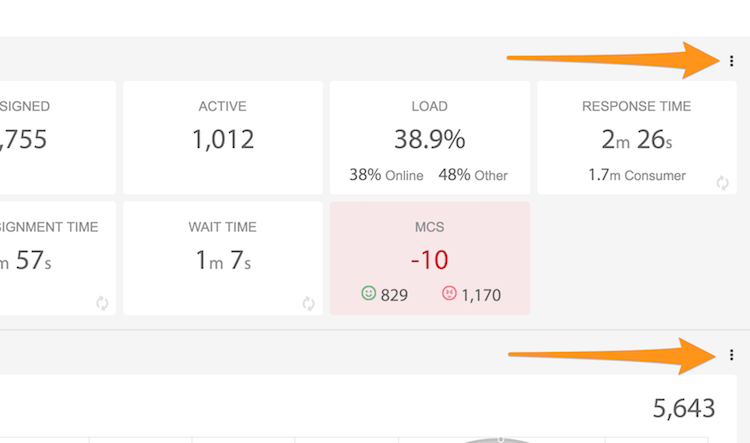 SIGNED
ACTIVE
LOAD
RESPONSE TIME
,755
1,012
38.9%
2m 26s
38% Online 48% Other
1.7m Consumer
IGNMENT TIME
WAIT TIME
MCS
m 57s
1m 7s
-10
829 1,170
5,643